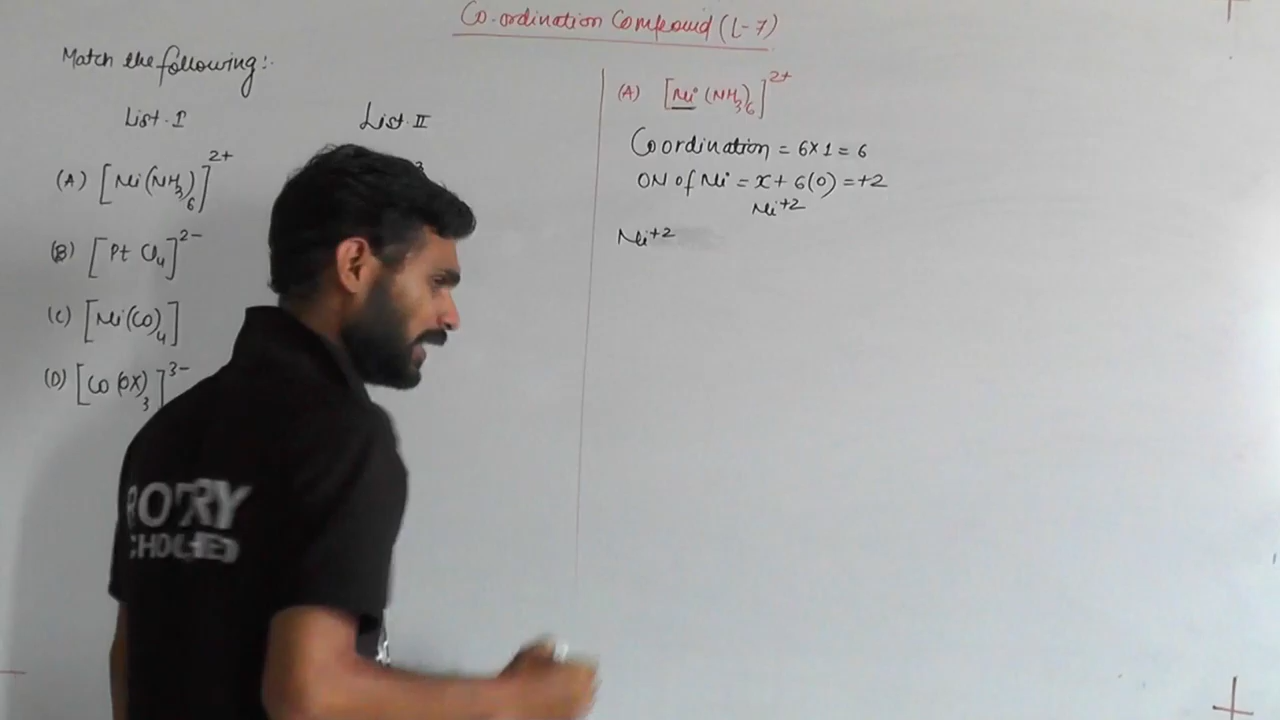 Co-ordination Compound (L-7)
Match the following:-
List-I
List-II
(A) [Ni(NH3)6]2+
3
(B) [Pt Cl4]2-
(C) [Ni(CO)4]
(D) [Co(OX)3]3-
(A) [Ni(NH3)6]2+
Coordination = 6×1 = 6
ON of Ni = x + 6(0) = +2
Ni+2
Ni+2